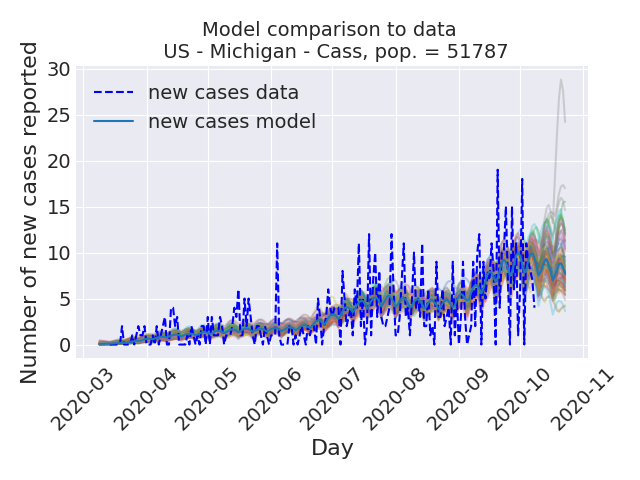 Model comparison to data
US - Michigan - Cass, pop. = 51787
Number of new cases reported
30
25
20
15
10
5
0
new cases data
new cases model
2020-03
2020-04
2020-05
2020-06
2020-07
2020-08
2020-09
2020-10
2020-11
Day